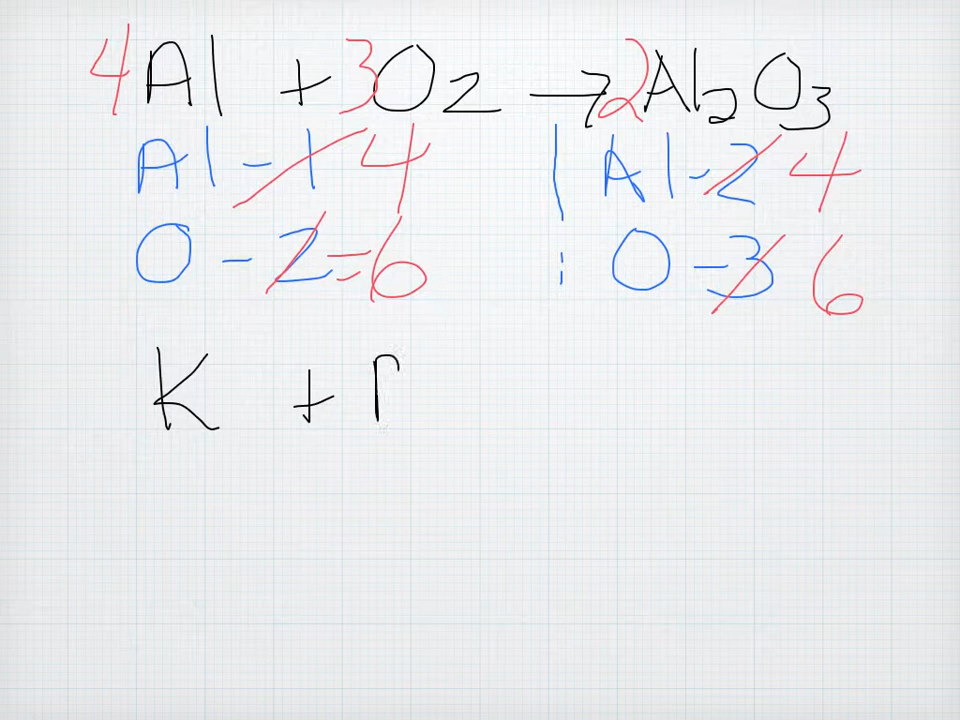 4Al + 3O₂ → 2Al₂O₃
Al - 1 4 | Al - 2 4
O - 2 = 6 | O - 3 6
K +